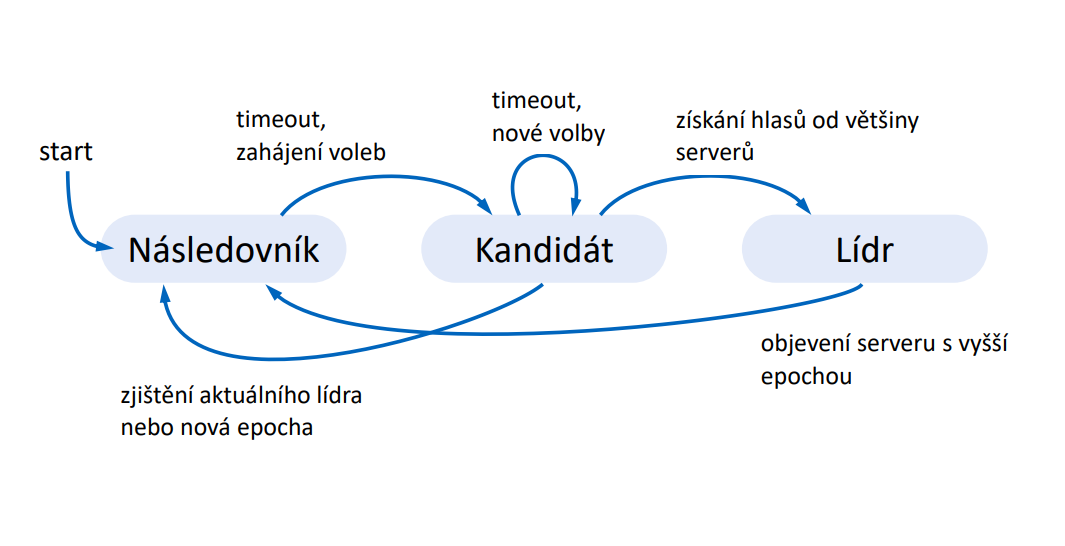 start
timeout,
zahájení voleb
timeout,
nové volby
získání hlasů od většiny
serverů
Následovník
Kandidát
Lídr
zjištění aktuálního lídra
nebo nová epocha
objevení serveru s vyšší
epochou